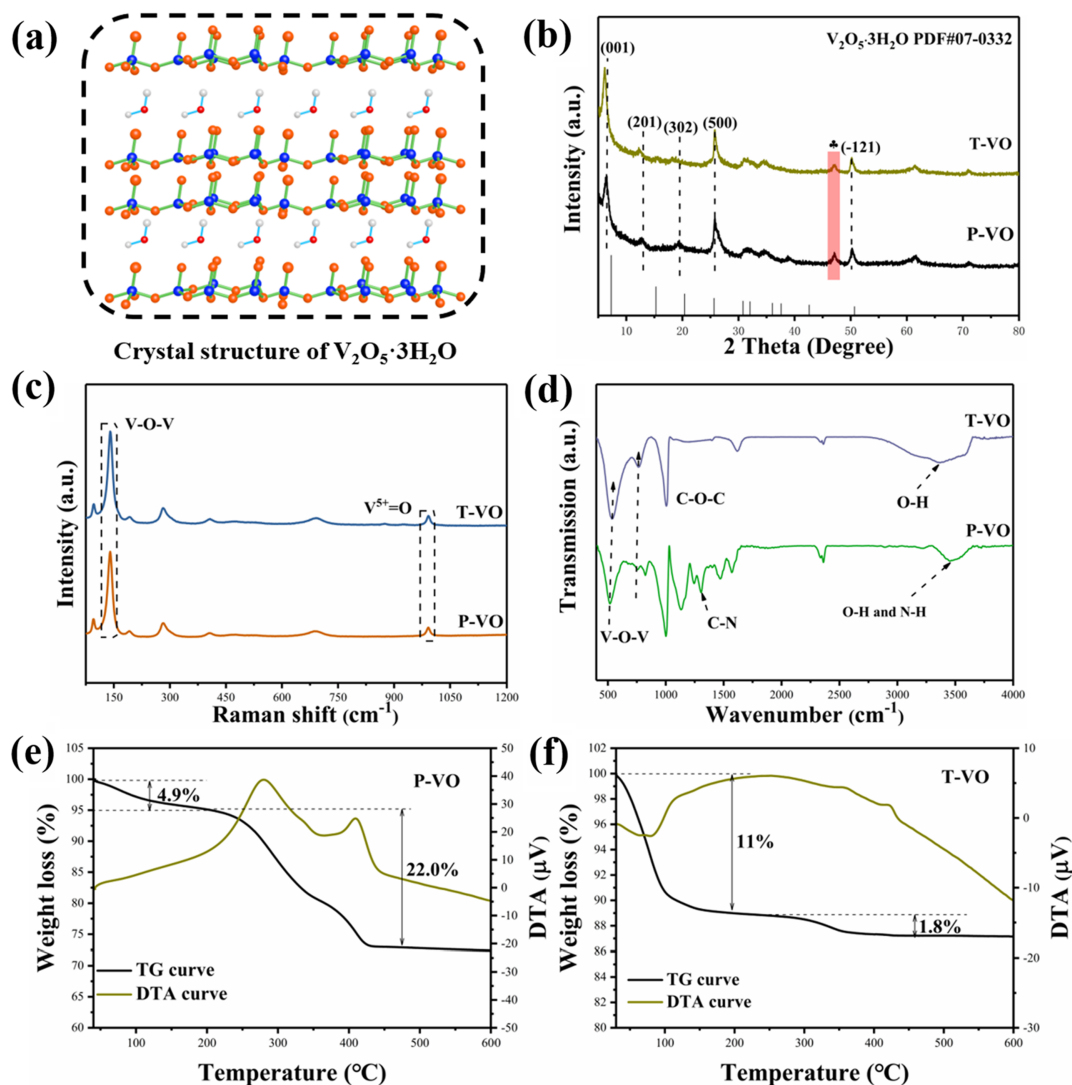 (a)
Crystal structure of V₂O₅·3H₂O
(b)
V₂O₅·3H₂O PDF#07-0332
(001)
(201)
(302)
(500)
♣
(-121)
T-VO
P-VO
Intensity (a.u.)
10 20 30 40 50 60 70 80
2 Theta (Degree)
(c)
V-O-V
V⁵⁺=O
T-VO
P-VO
Intensity (a.u.)
150 300 450 600 750 900 1050 1200
Raman shift (cm⁻¹)
(d)
T-VO
C-O-C
O-H
P-VO
O-H and N-H
C-N
V-O-V
Transmission (a.u.)
500 1000 1500 2000 2500 3000 3500 4000
Wavenumber (cm⁻¹)
(e)
P-VO
4.9%
22.0%
TG curve
DTA curve
Weight loss (%)
105
100
95
90
85
80
75
70
65
60
DTA (μV)
50
40
30
20
10
0
-10
-20
-30
-40
-50
0 100 200 300 400 500 600
Temperature (°C)
(f)
T-VO
11%
1.8%
TG curve
DTA curve
Weight loss (%)
102
100
98
96
94
92
90
88
86
84
82
80
DTA (μV)
10
0
-10
-20
-30
100 200 300 400 500 600
Temperature (°C)